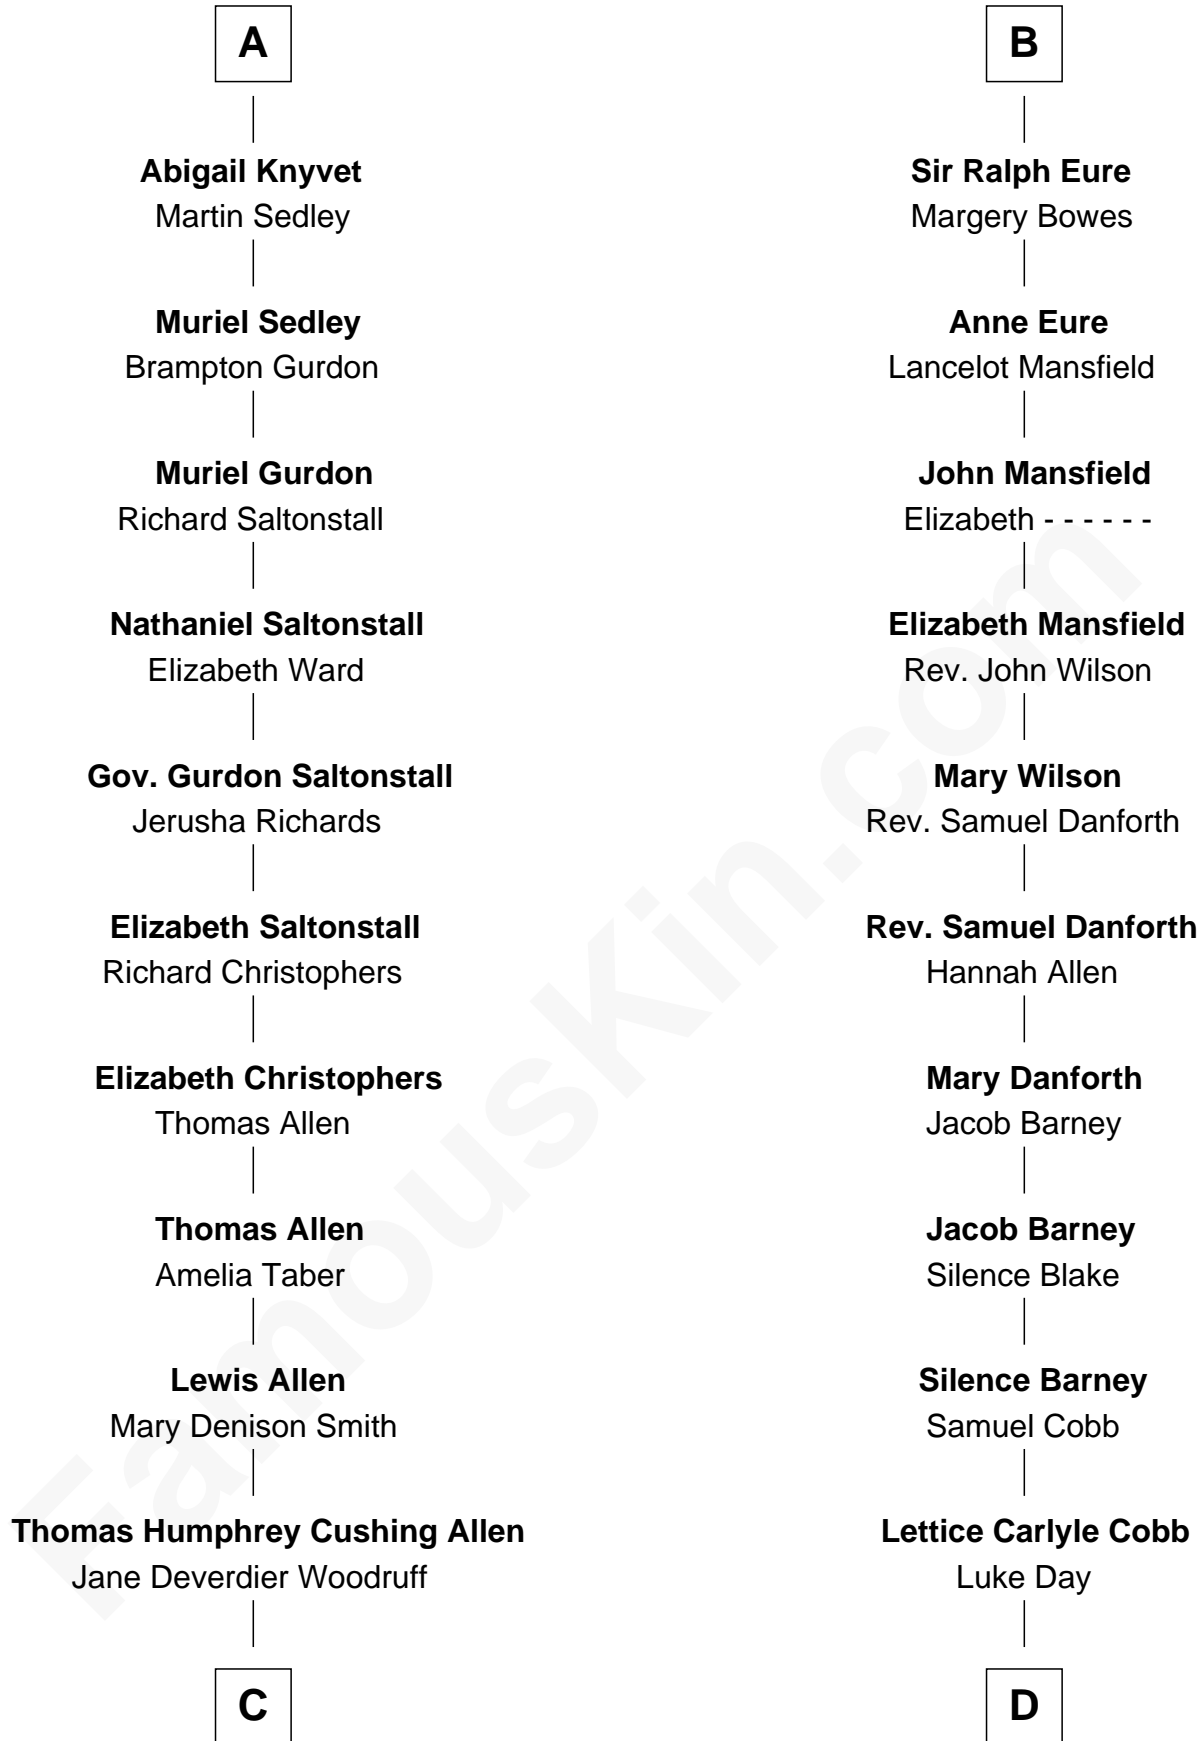 A
Abigail Knyvet
Martin Sedley
Muriel Sedley
Brampton Gurdon
Muriel Gurdon
Richard Saltonstall
Nathaniel Saltonstall
Elizabeth Ward
Gov. Gurdon Saltonstall
Jerusha Richards
Elizabeth Saltonstall
Richard Christophers
Elizabeth Christophers
Thomas Allen
Thomas Allen
Amelia Taber
Lewis Allen
Mary Denison Smith
Thomas Humphrey Cushing Allen
Jane Deverdier Woodruff
C
B
Sir Ralph Eure
Margery Bowes
Anne Eure
Lancelot Mansfield
John Mansfield
Elizabeth - - - - - -
Elizabeth Mansfield
Rev. John Wilson
Mary Wilson
Rev. Samuel Danforth
Rev. Samuel Danforth
Hannah Allen
Mary Danforth
Jacob Barney
Jacob Barney
Silence Blake
Silence Barney
Samuel Cobb
Lettice Carlyle Cobb
Luke Day
D
FamousKin.com